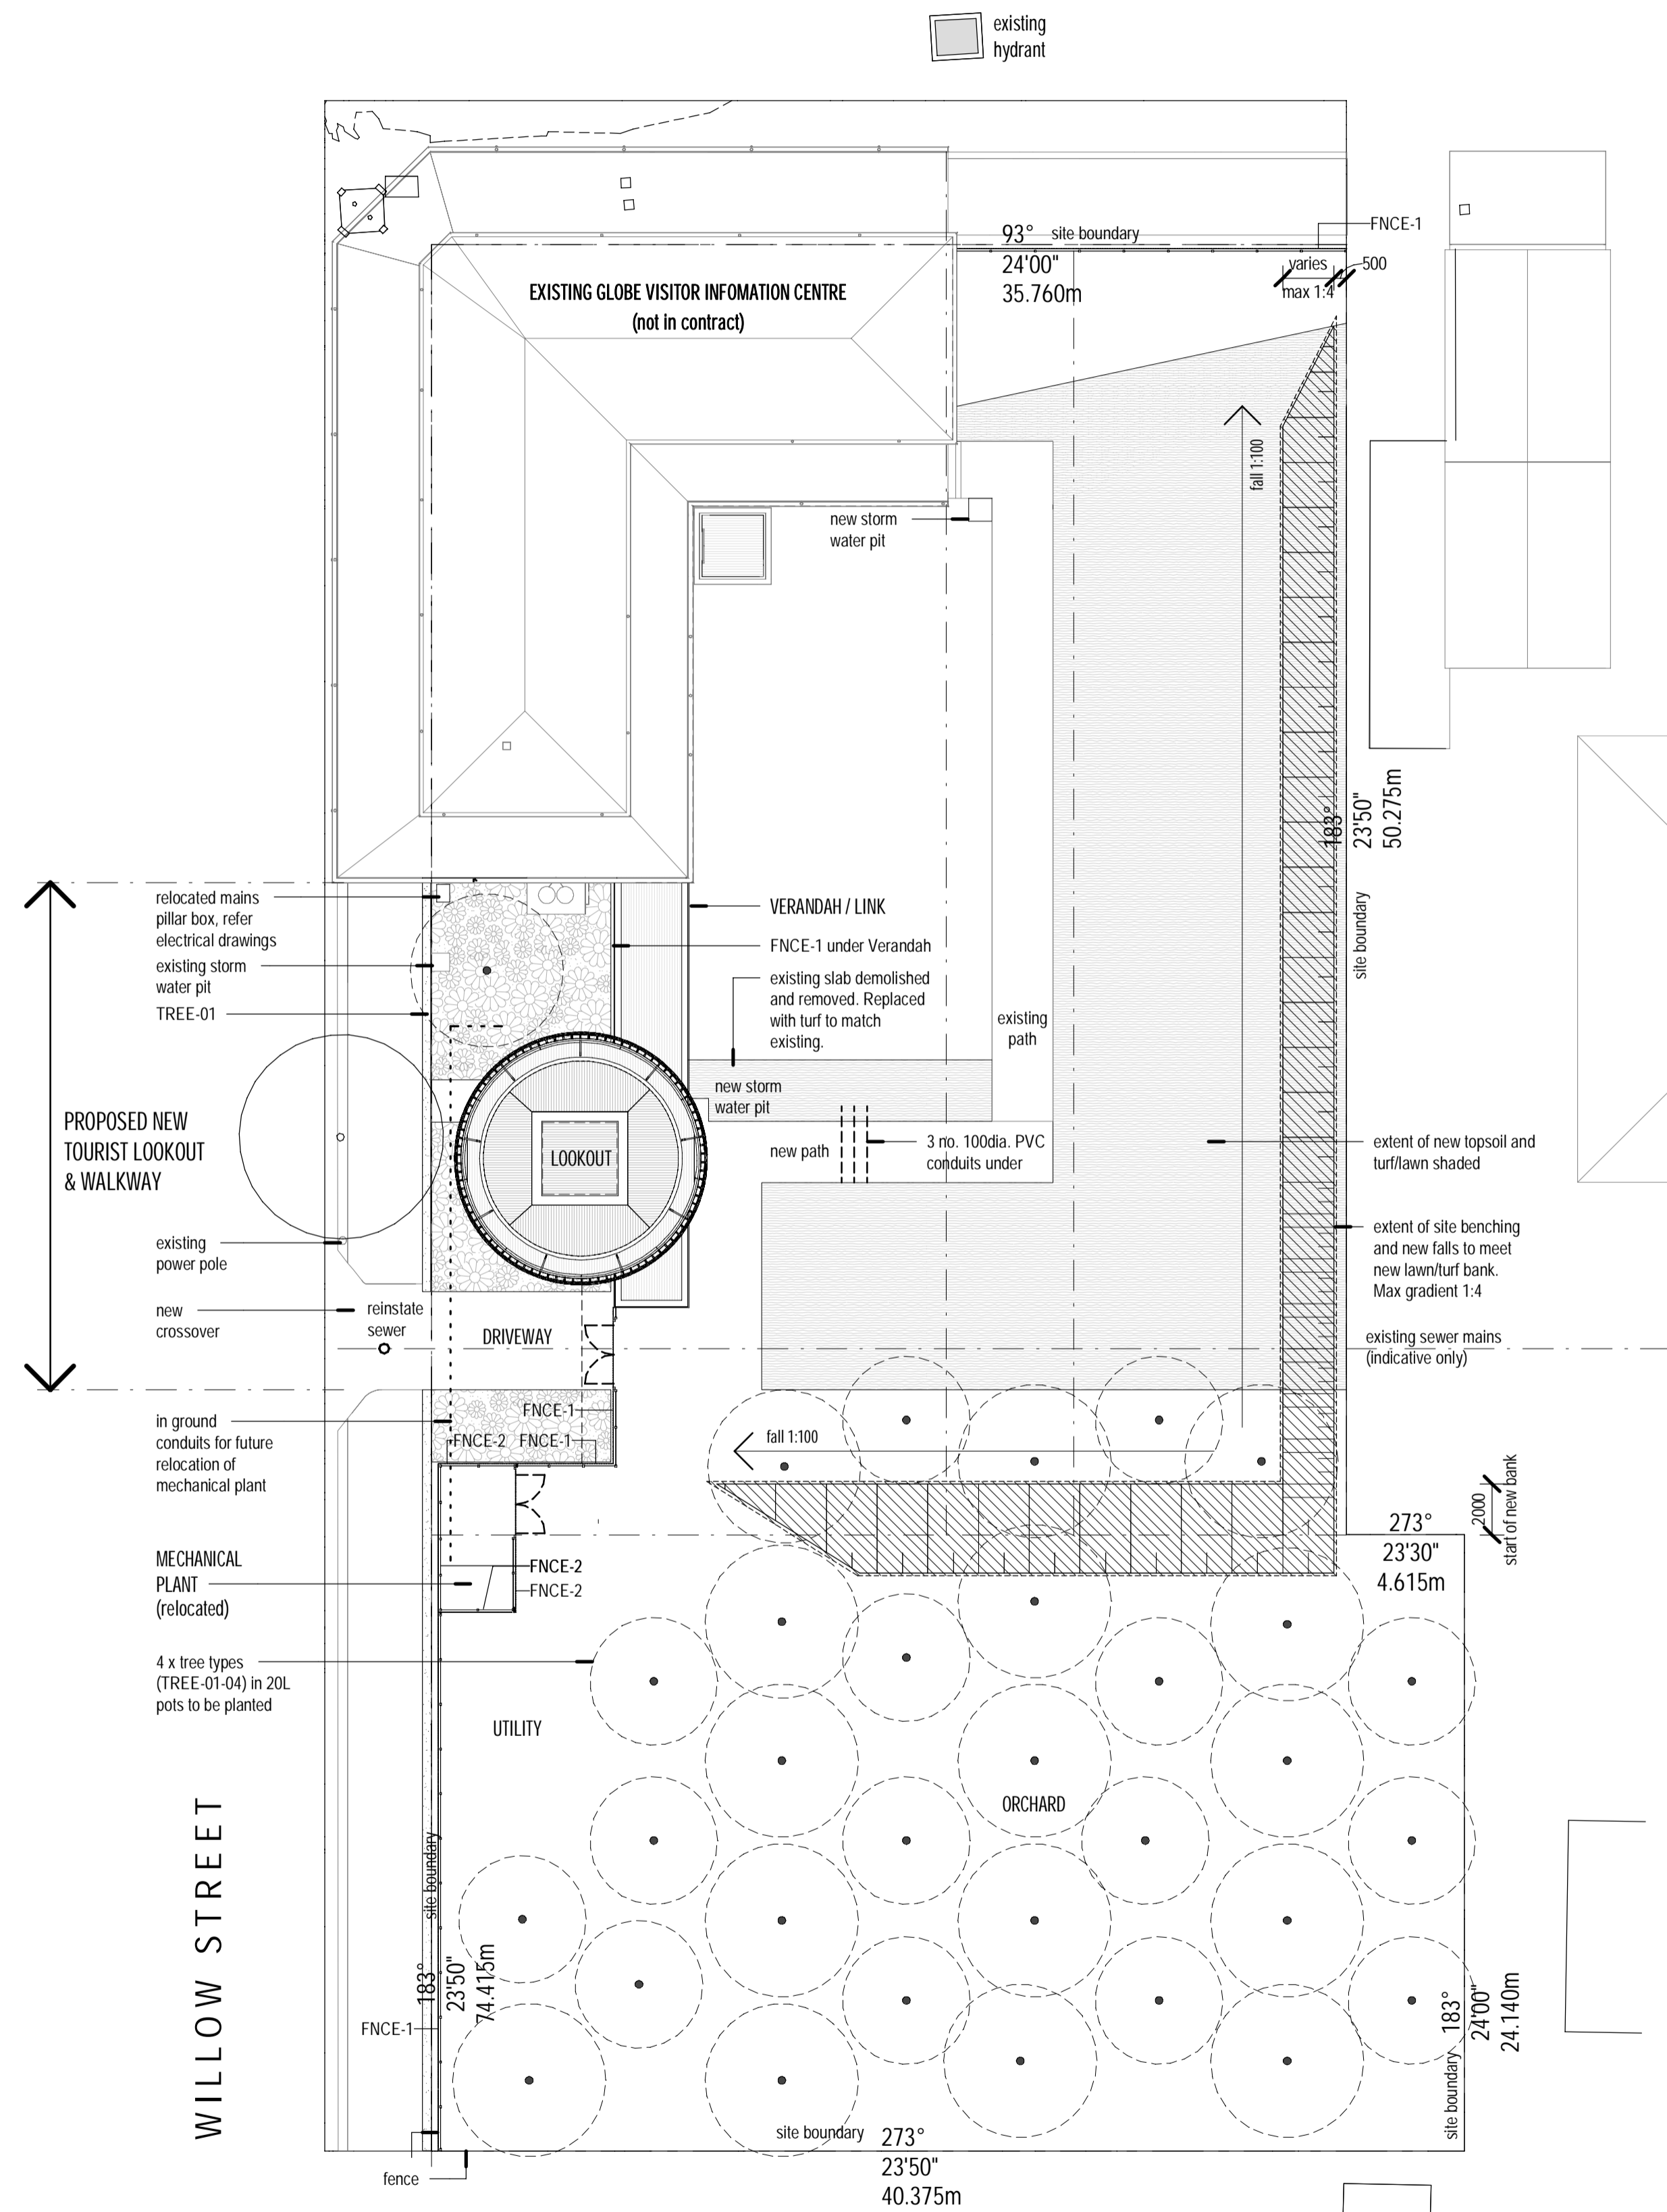 existing
hydrant
FNCE-1
93° site boundary
24'00"
35.760m
varies
500
max 1:4
EXISTING GLOBE VISITOR INFOMATION CENTRE
(not in contract)
fall 1:100
new storm
water pit
183°
23'50"
50.275m
site boundary
relocated mains
pillar box, refer
electrical drawings
existing storm
water pit
TREE-01
VERANDAH / LINK
FNCE-1 under Verandah
existing slab demolished
and removed. Replaced
with turf to match
existing.
existing
path
new storm
water pit
PROPOSED NEW
TOURIST LOOKOUT
& WALKWAY
LOOKOUT
new path
3 no. 100dia. PVC
conduits under
extent of new topsoil and
turf/lawn shaded
existing
power pole
extent of site benching
and new falls to meet
new lawn/turf bank.
Max gradient 1:4
new
crossover
reinstate
sewer
DRIVEWAY
existing sewer mains
(indicative only)
in ground
conduits for future
relocation of
mechanical plant
FNCE-1
FNCE-2
FNCE-1
fall 1:100
2000
start of new bank
273°
23'30"
4.615m
MECHANICAL
PLANT
(relocated)
FNCE-2
FNCE-2
4 x tree types
(TREE-01-04) in 20L
pots to be planted
UTILITY
ORCHARD
WILLOW STREET
site boundary
183°
23'50"
74.415m
FNCE-1
site boundary
183°
24'00"
24.140m
fence
site boundary
273°
23'50"
40.375m